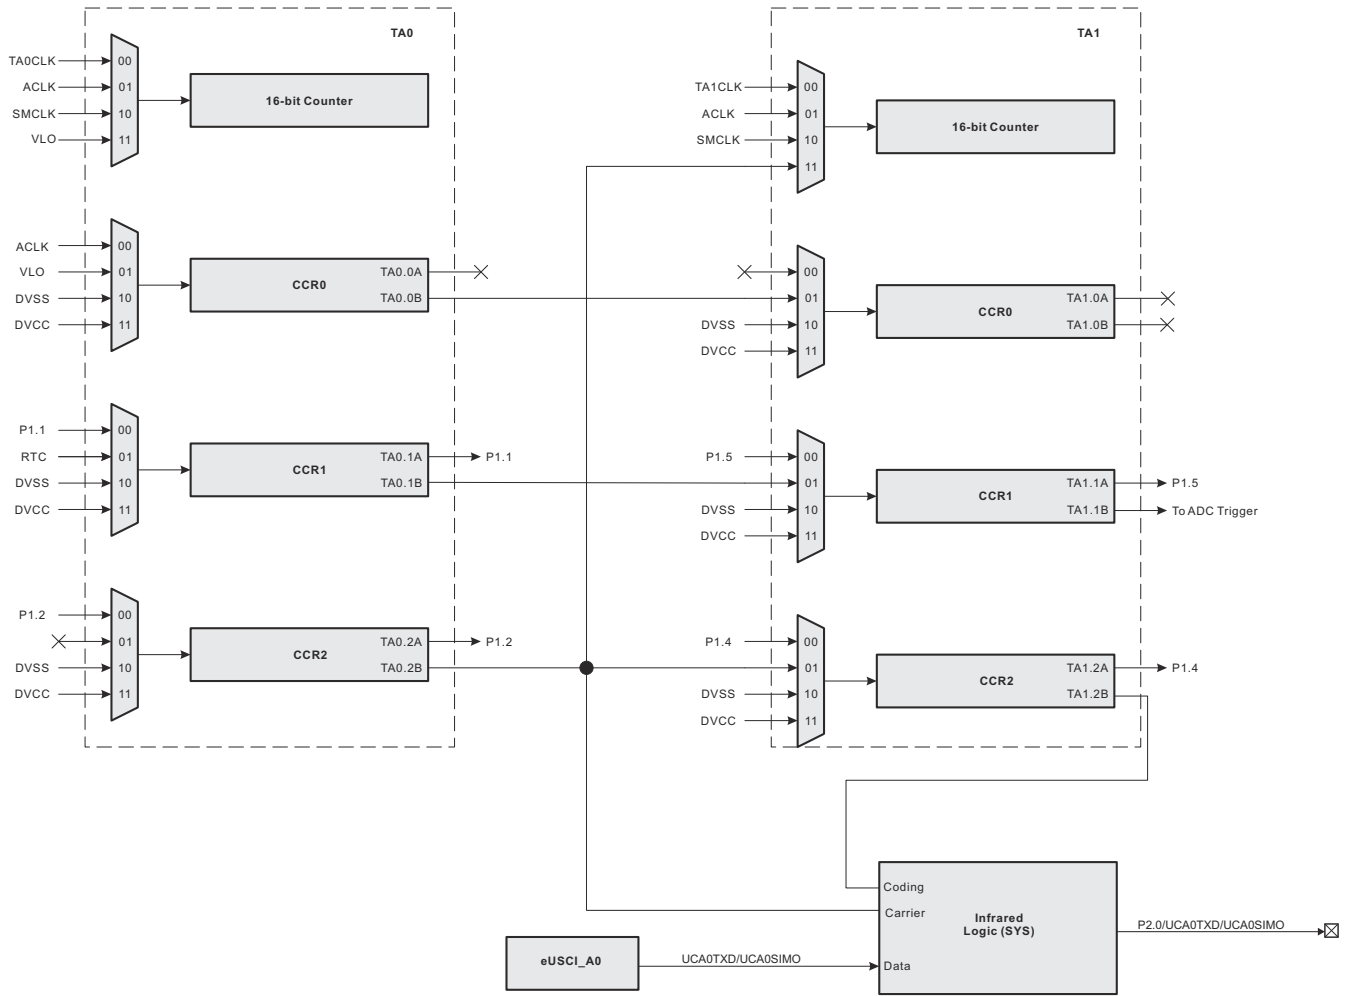 TA0
TA0CLK 00
ACLK 01
SMCLK 10
VLO 11
16-bit Counter
ACLK 00
VLO 01
DVSS 10
DVCC 11
CCR0
TA0.0A
TA0.0B
P1.1 00
RTC 01
DVSS 10
DVCC 11
CCR1
TA0.1A P1.1
TA0.1B
P1.2 00
01
DVSS 10
DVCC 11
CCR2
TA0.2A P1.2
TA0.2B
TA1
TA1CLK 00
ACLK 01
SMCLK 10
11
16-bit Counter
00
01
DVSS 10
DVCC 11
CCR0
TA1.0A
TA1.0B
P1.5 00
01
DVSS 10
DVCC 11
CCR1
TA1.1A P1.5
TA1.1B To ADC Trigger
P1.4 00
01
DVSS 10
DVCC 11
CCR2
TA1.2A P1.4
TA1.2B
Coding
Carrier
Data
Infrared
Logic (SYS)
P2.0/UCA0TXD/UCA0SIMO
eUSCI_A0
UCA0TXD/UCA0SIMO